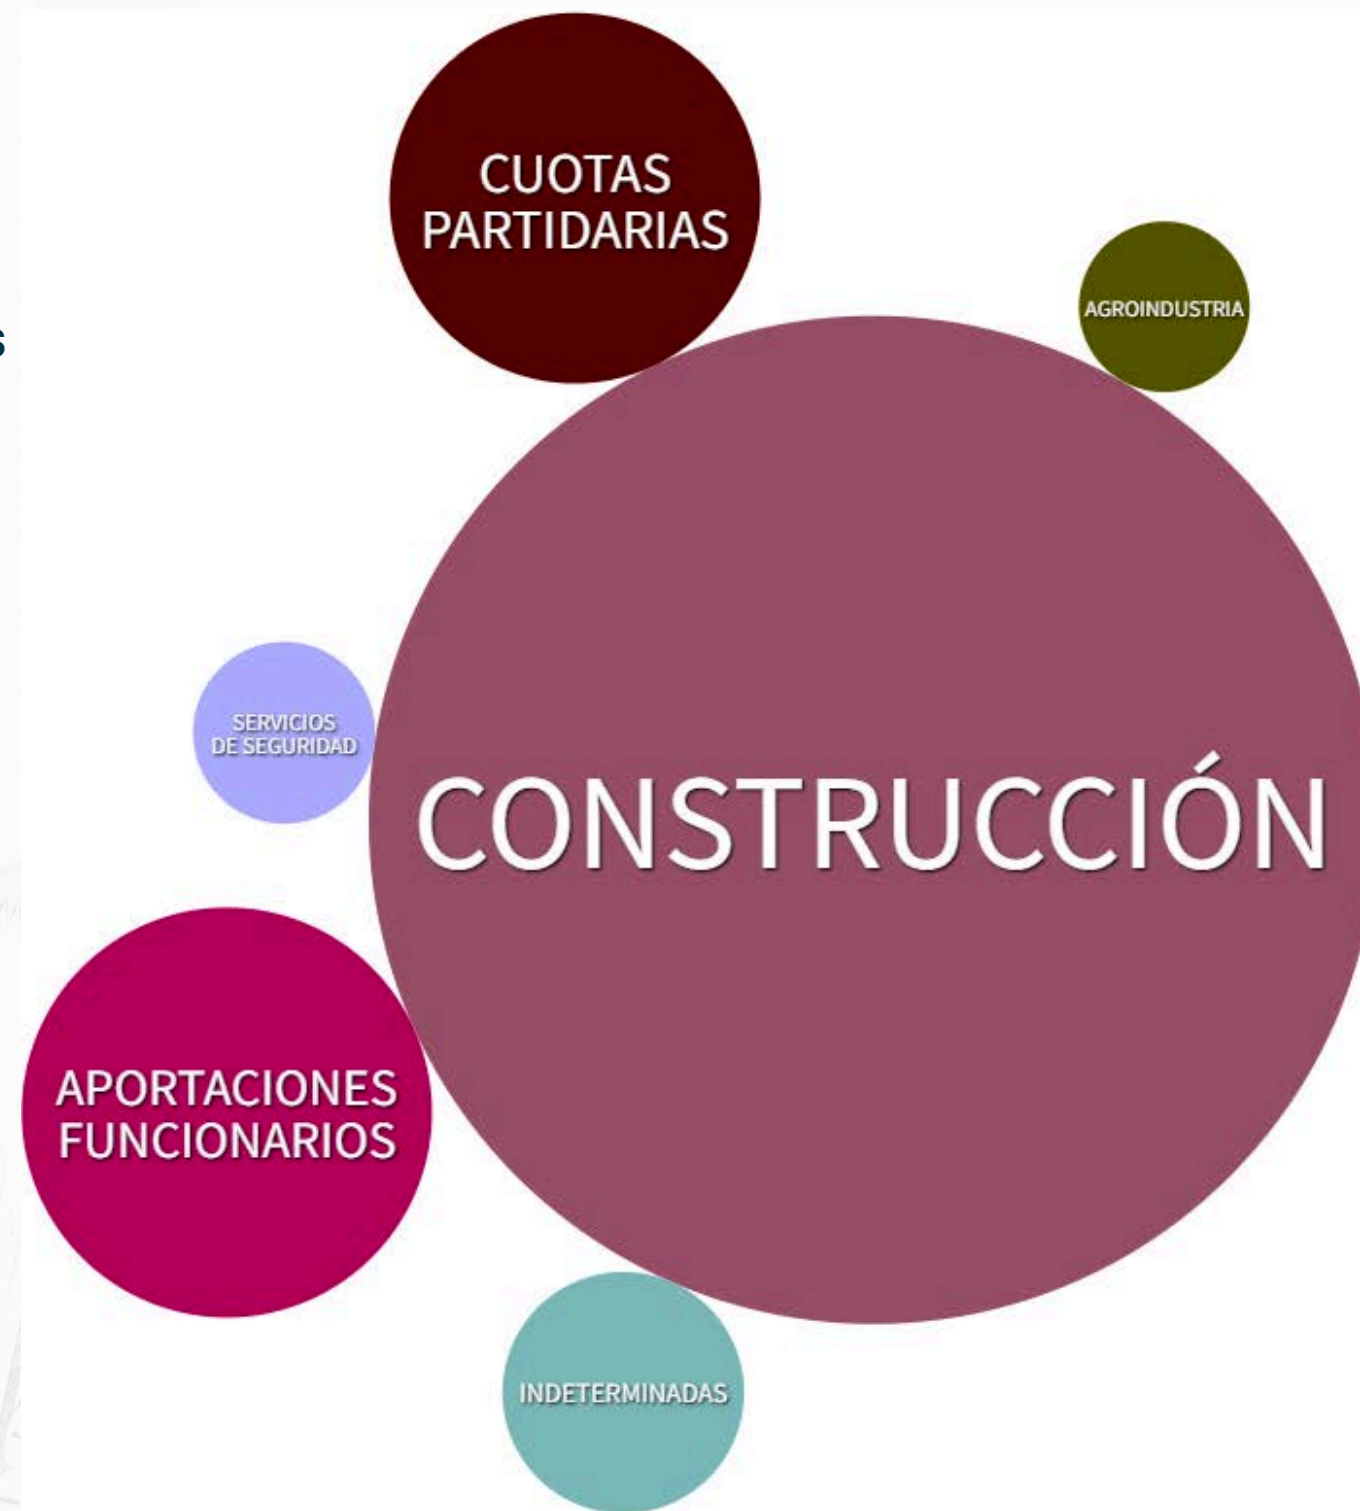 CUOTAS
PARTIDARIAS
AGROINDUSTRIA
S
SERVICIOS
DE SEGURIDAD
CONSTRUCCIÓN
APORTACIONES
FUNCIONARIOS
INDETERMINADAS